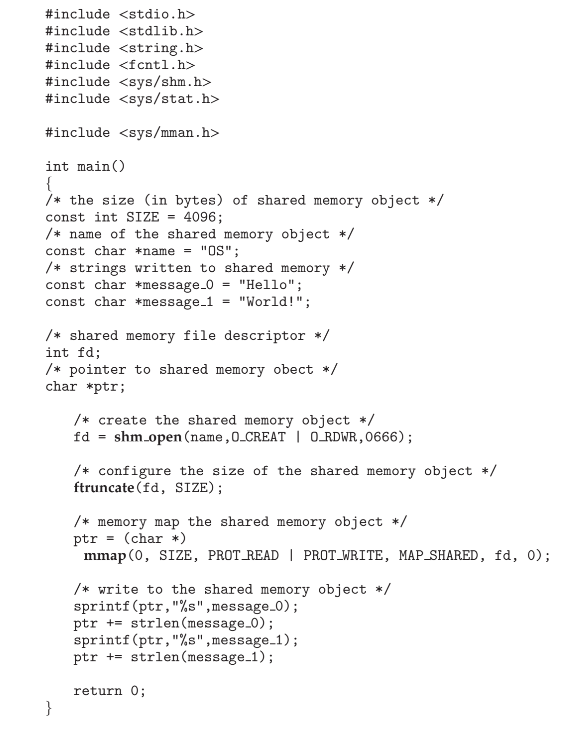 #include <stdio.h>
#include <stdlib.h>
#include <string.h>
#include <fcntl.h>
#include <sys/shm.h>
#include <sys/stat.h>
#include <sys/mman.h>
int main()
{
/* the size (in bytes) of shared memory object */
const int SIZE = 4096;
/* name of the shared memory object */
const char *name = "OS";
/* strings written to shared memory */
const char *message_0 = "Hello";
const char *message_1 = "World!";
/* shared memory file descriptor */
int fd;
/* pointer to shared memory obect */
char *ptr;
/* create the shared memory object */
fd = shm_open(name,O_CREAT | O_RDWR,0666);
/* configure the size of the shared memory object */
ftruncate(fd, SIZE);
/* memory map the shared memory object */
ptr = (char *)
mmap(0, SIZE, PROT_READ | PROT_WRITE, MAP_SHARED, fd, 0);
/* write to the shared memory object */
sprintf(ptr,"%s",message_0);
ptr += strlen(message_0);
sprintf(ptr,"%s",message_1);
ptr += strlen(message_1);
return 0;
}